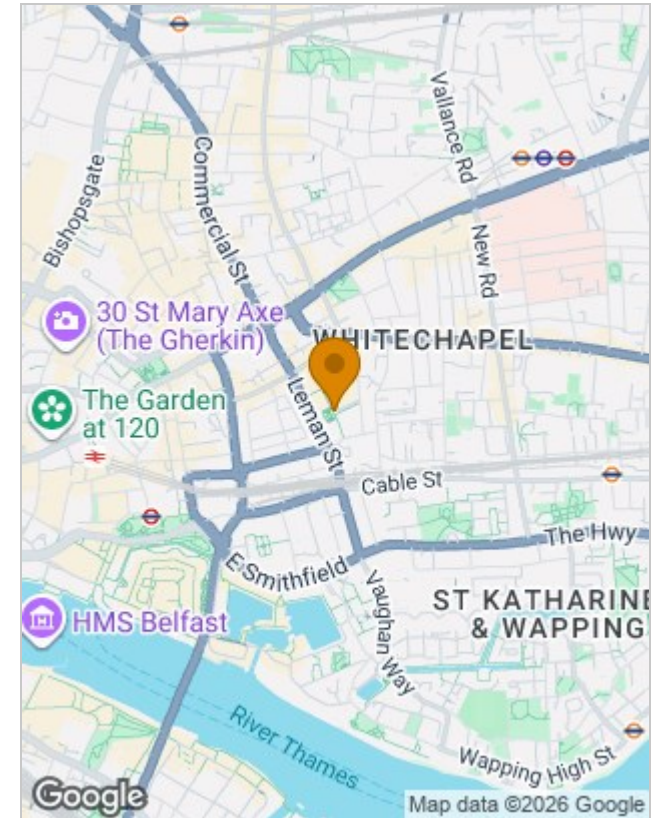 Vallance Rd
Commercial St
Bishopsgate
New Rd
30 St Mary Axe
(The Gherkin)
WHITECHAPEL
The Garden
at 120
Leman St
Cable St
The Hwy
E Smithfield
ST KATHARINE
& WAPPING
HMS Belfast
Vaughan Way
River Thames
Wapping High St
Google
Map data ©2026 Google